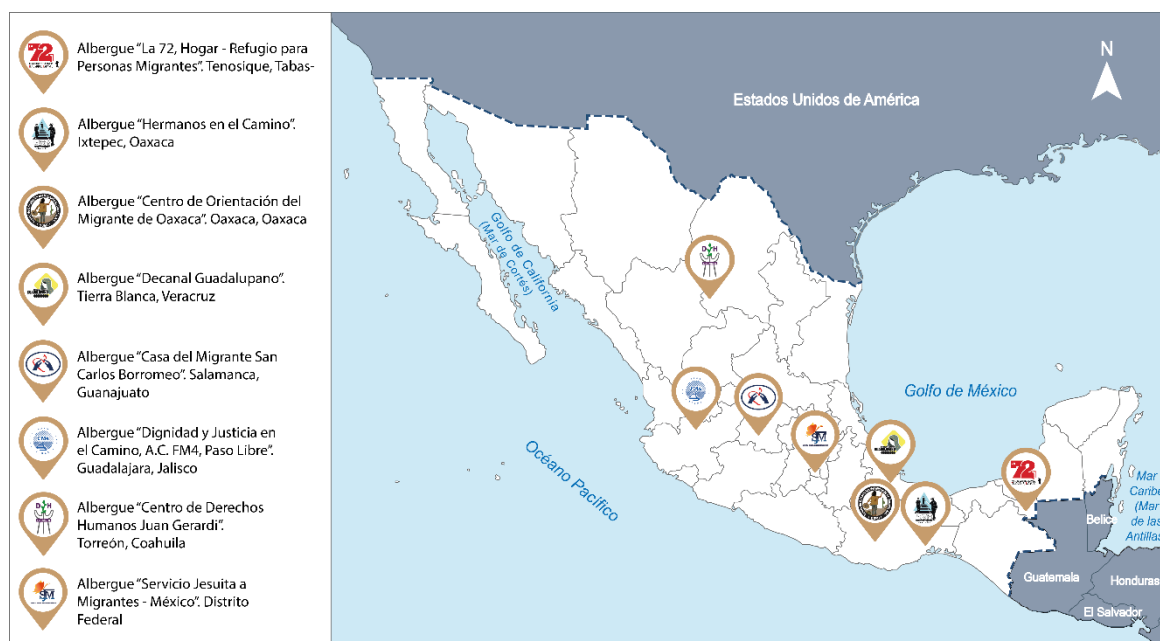 72
Albergue "La 72, Hogar - Refugio para
Personas Migrantes". Tenosique, Tabas-
Albergue "Hermanos en el Camino".
Ixtepec, Oaxaca
Albergue "Centro de Orientación del
Migrante de Oaxaca". Oaxaca, Oaxaca
Albergue "Decanal Guadalupano".
Tierra Blanca, Veracruz
Albergue "Casa del Migrante San
Carlos Borromeo". Salamanca,
Guanajuato
FM4
Albergue "Dignidad y Justicia en
el Camino, A.C. FM4, Paso Libre".
Guadalajara, Jalisco
D H
Albergue "Centro de Derechos
Humanos Juan Gerardi".
Torreón, Coahuila
SJM
Albergue "Servicio Jesuita a
Migrantes - México". Distrito
Federal
N
Estados Unidos de América
Golfo de California
(Mar de Cortés)
D H
Golfo de México
FM4
SJM
Océano Pacífico
72
Mar
Caribe
(Mar
de las
Antillas
Belice
Guatemala
Honduras
El Salvador